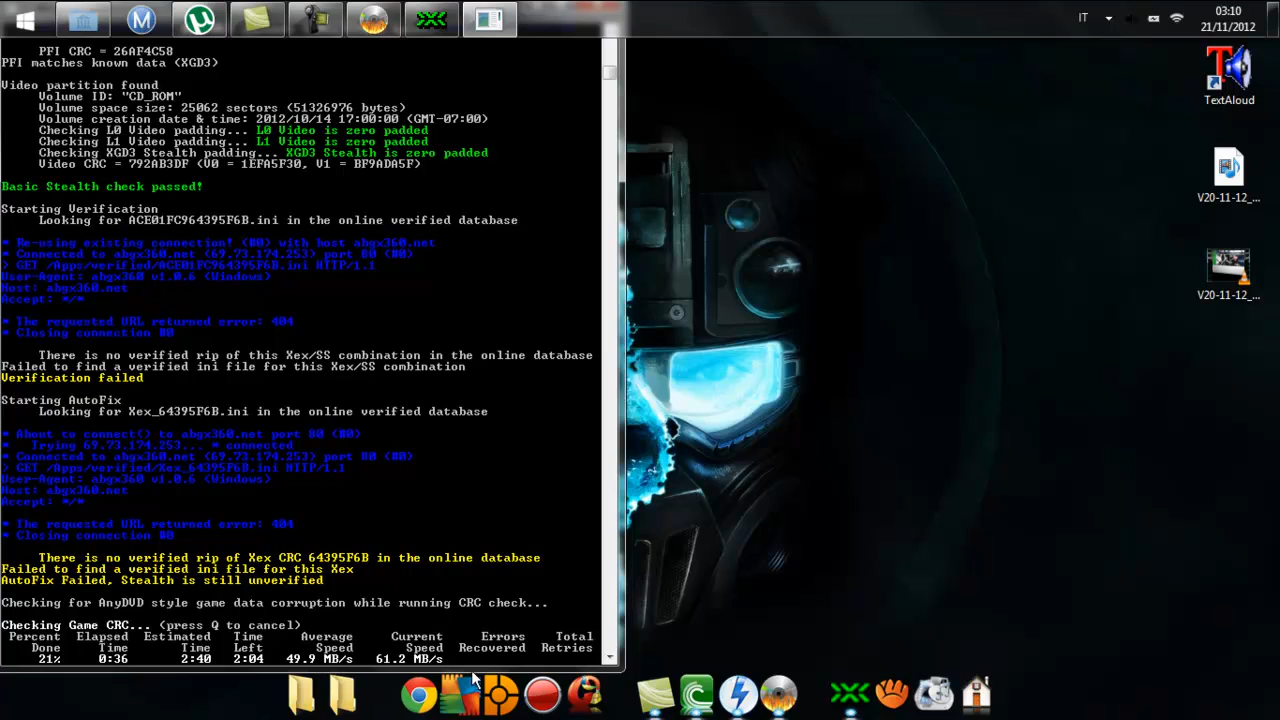 IT
03:10
21/11/2012
PFI CRC = 26AF4C58
PFI matches known data (XGD3)
Video partition found
Volume ID: "CD_ROM"
Volume space size: 25062 sectors (51326976 bytes)
Volume creation date & time: 2012/10/14 17:00:00 (GMT-07:00)
Checking L0 Video padding... L0 Video is zero padded
Checking L1 Video padding... L1 Video is zero padded
Checking XGD3 Stealth padding... XGD3 Stealth is zero padded
Video CRC = 792AB3DF (V0 = 1EFA5F30, V1 = BF9ADA5F)
Basic Stealth check passed!
Starting Verification
Looking for ACE01FC964395F6B.ini in the online verified database
* Re-using existing connection! (#0) with host abgx360.net
* Connected to abgx360.net (69.73.174.253) port 80 (#0)
> GET /Apps/verified/ACE01FC964395F6B.ini HTTP/1.1
User-Agent: abgx360 v1.0.6 (Windows)
Host: abgx360.net
Accept: */*
* The requested URL returned error: 404
* Closing connection #0
There is no verified rip of this Xex/SS combination in the online database
Failed to find a verified ini file for this Xex/SS combination
Verification failed
Starting AutoFix
Looking for Xex_64395F6B.ini in the online verified database
* About to connect() to abgx360.net port 80 (#0)
* Trying 69.73.174.253... * connected
* Connected to abgx360.net (69.73.174.253) port 80 (#0)
> GET /Apps/verified/Xex_64395F6B.ini HTTP/1.1
User-Agent: abgx360 v1.0.6 (Windows)
Host: abgx360.net
Accept: */*
* The requested URL returned error: 404
* Closing connection #0
There is no verified rip of Xex CRC 64395F6B in the online database
Failed to find a verified ini file for this Xex
AutoFix Failed, Stealth is still unverified
Checking for AnyDVD style game data corruption while running CRC check...
Checking Game CRC... (press Q to cancel)
Percent Elapsed Estimated Time Average Current Errors Total
Done Time Time Left Speed Speed Recovered Retries
21% 0:36 2:40 2:04 49.9 MB/s 61.2 MB/s
TextAloud
V20-11-12_...
V20-11-12_...